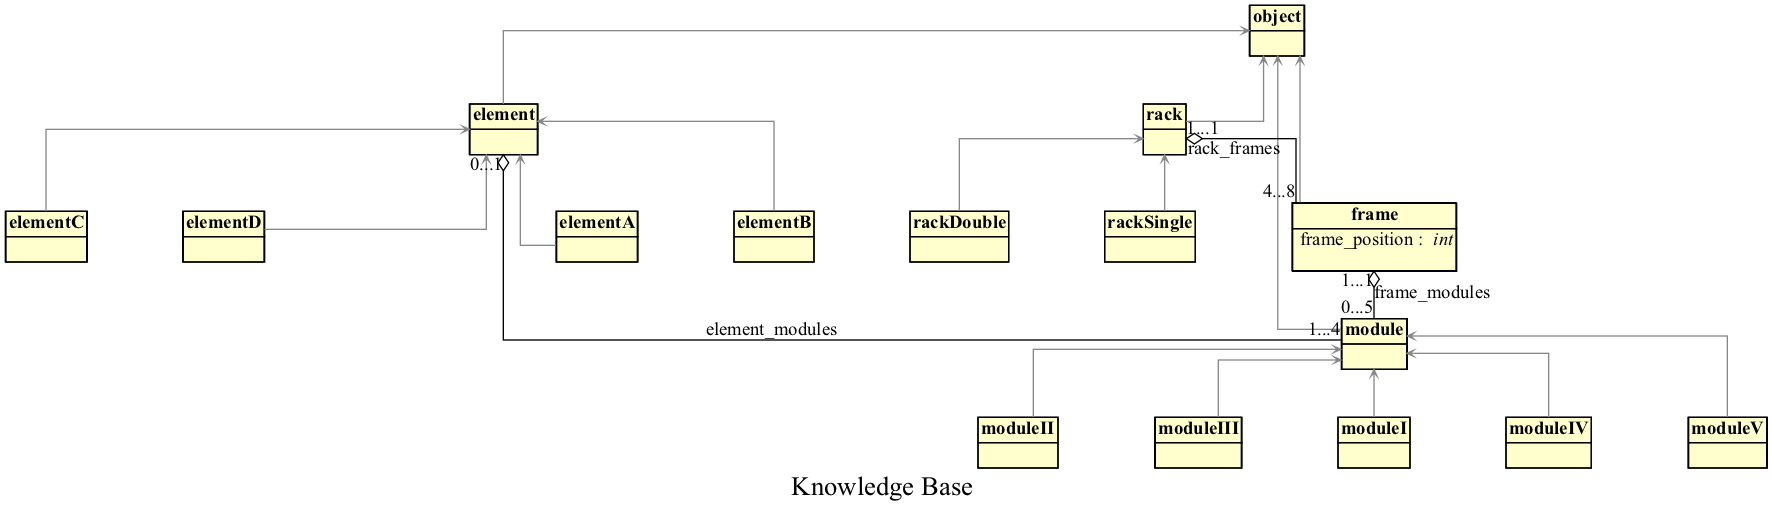 object
element
rack
1...1
rack_frames
0...1
4...8
elementC
elementD
elementA
elementB
rackDouble
rackSingle
frame
frame_position : int
1...1
frame_modules
0...5
element_modules
1...4
module
moduleII
moduleIII
moduleI
moduleIV
moduleV
Knowledge Base